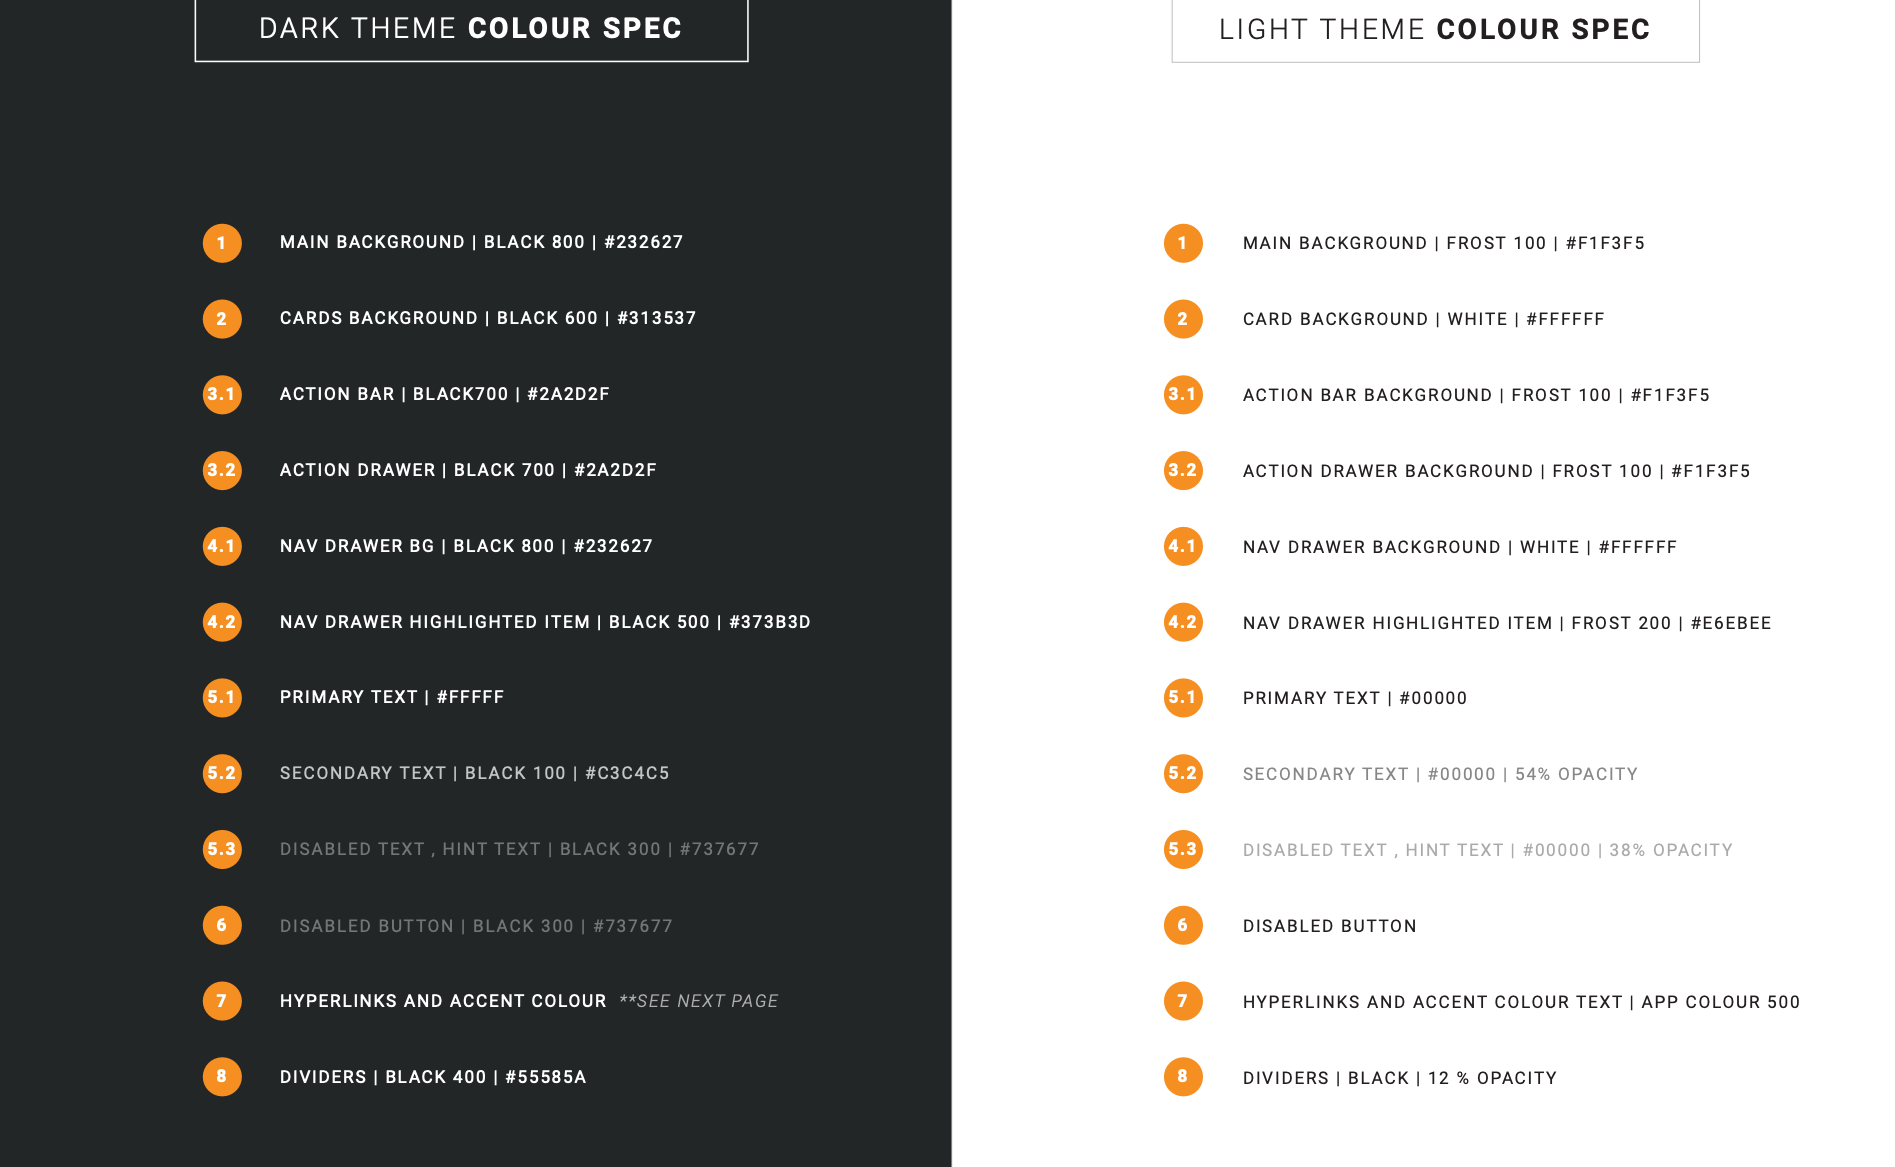 DARK THEME COLOUR SPEC
1 MAIN BACKGROUND | BLACK 800 | #232627
2 CARDS BACKGROUND | BLACK 600 | #313537
3.1 ACTION BAR | BLACK700 | #2A2D2F
3.2 ACTION DRAWER | BLACK 700 | #2A2D2F
4.1 NAV DRAWER BG | BLACK 800 | #232627
4.2 NAV DRAWER HIGHLIGHTED ITEM | BLACK 500 | #373B3D
5.1 PRIMARY TEXT | #FFFFF
5.2 SECONDARY TEXT | BLACK 100 | #C3C4C5
5.3 DISABLED TEXT , HINT TEXT | BLACK 300 | #737677
6 DISABLED BUTTON | BLACK 300 | #737677
7 HYPERLINKS AND ACCENT COLOUR **SEE NEXT PAGE
8 DIVIDERS | BLACK 400 | #55585A
LIGHT THEME COLOUR SPEC
1 MAIN BACKGROUND | FROST 100 | #F1F3F5
2 CARD BACKGROUND | WHITE | #FFFFFF
3.1 ACTION BAR BACKGROUND | FROST 100 | #F1F3F5
3.2 ACTION DRAWER BACKGROUND | FROST 100 | #F1F3F5
4.1 NAV DRAWER BACKGROUND | WHITE | #FFFFFF
4.2 NAV DRAWER HIGHLIGHTED ITEM | FROST 200 | #E6EBEE
5.1 PRIMARY TEXT | #00000
5.2 SECONDARY TEXT | #00000 | 54% OPACITY
5.3 DISABLED TEXT , HINT TEXT | #00000 | 38% OPACITY
6 DISABLED BUTTON
7 HYPERLINKS AND ACCENT COLOUR TEXT | APP COLOUR 500
8 DIVIDERS | BLACK | 12 % OPACITY